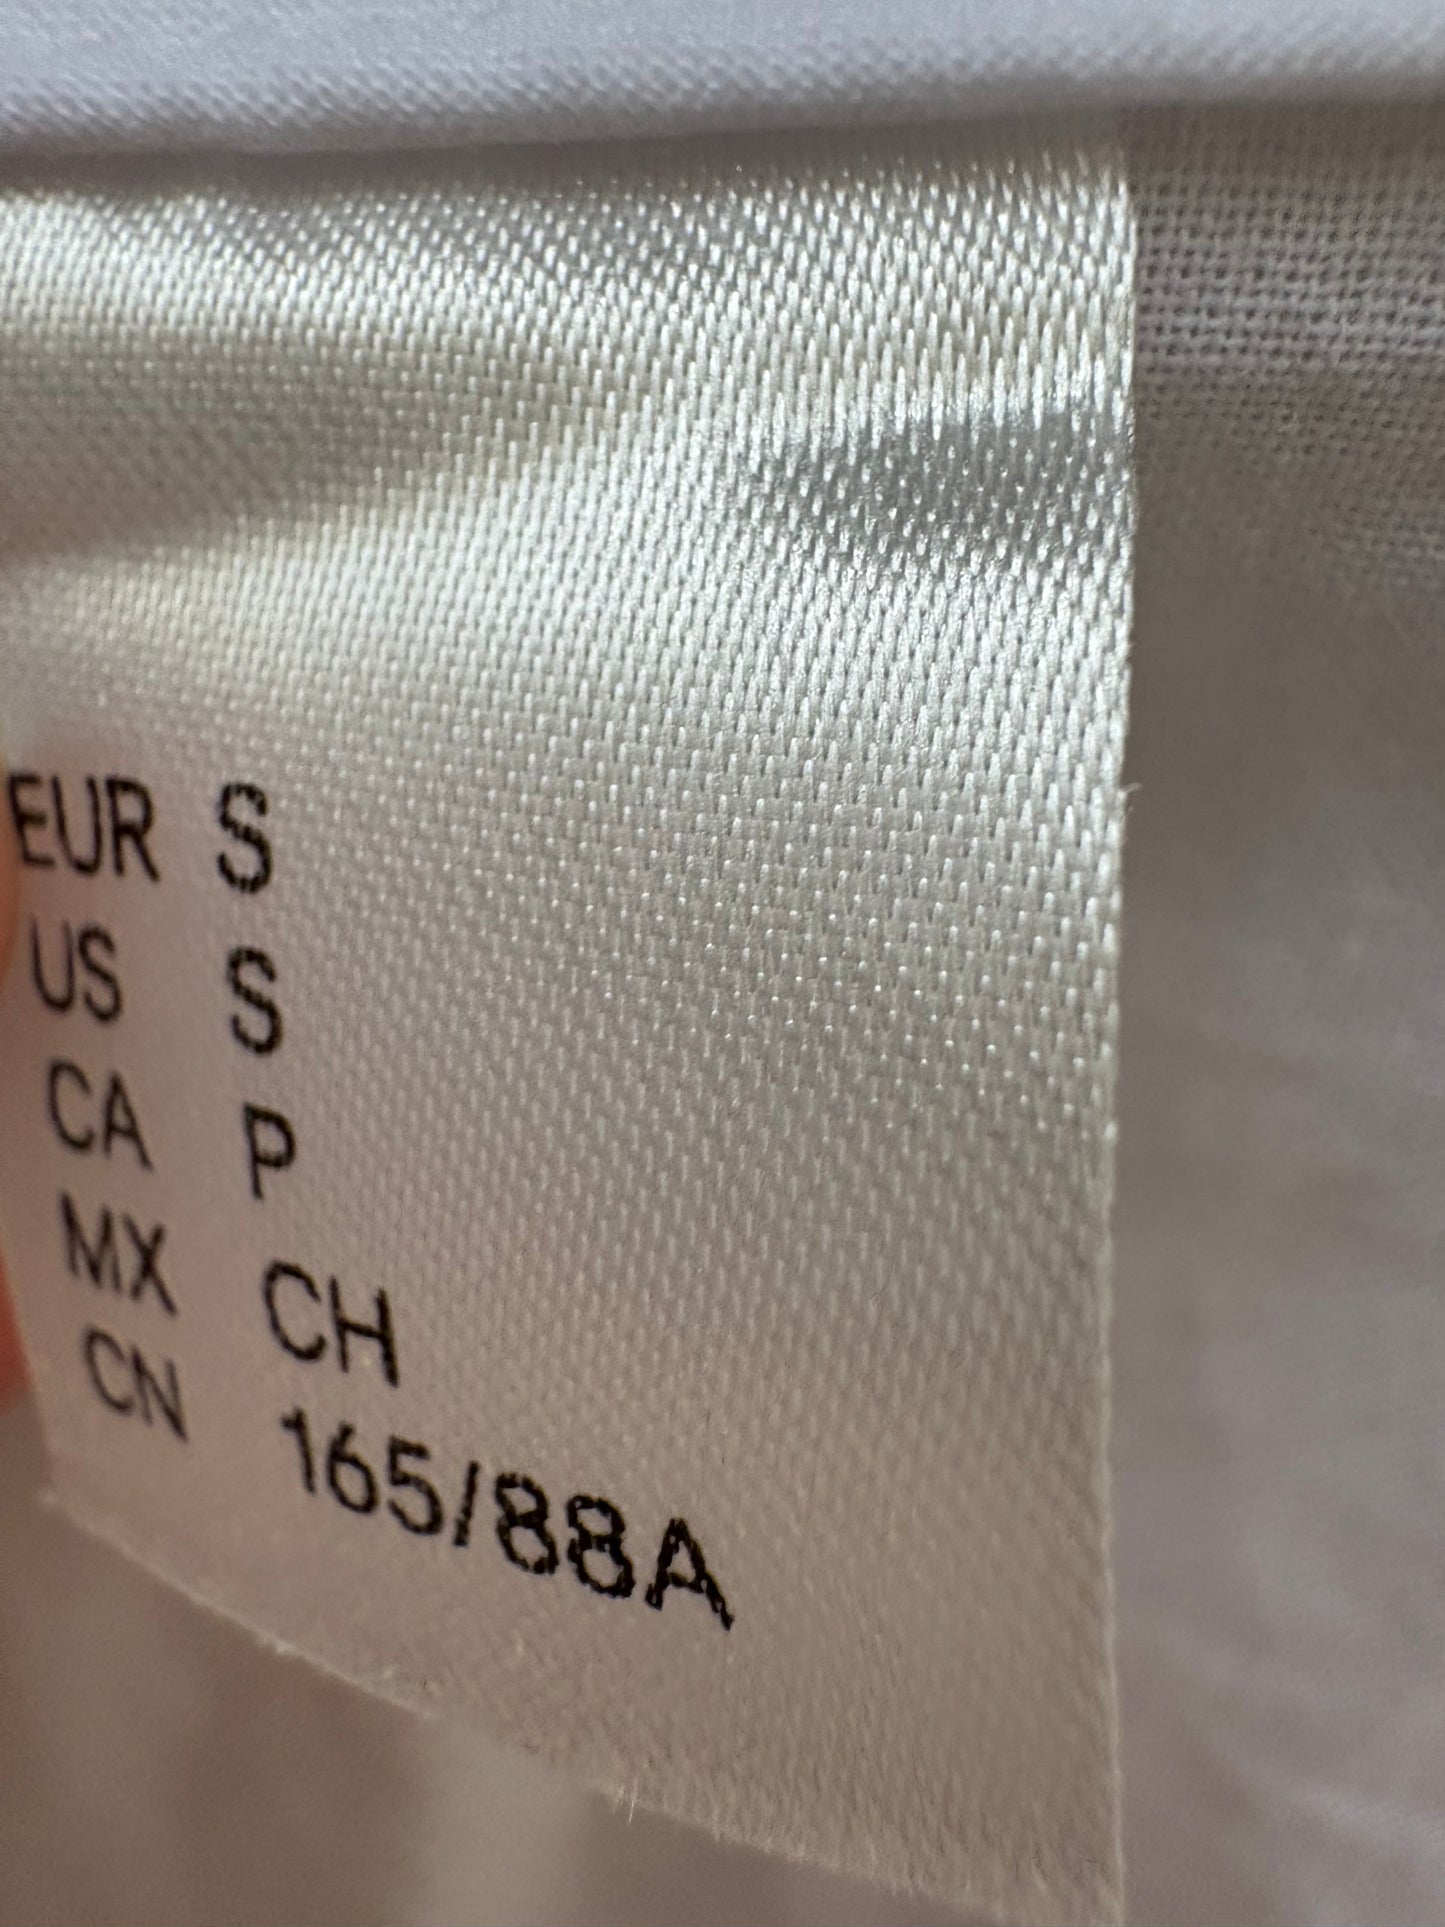 EUR S
US S
CA P
MX CH
CN 165/88A